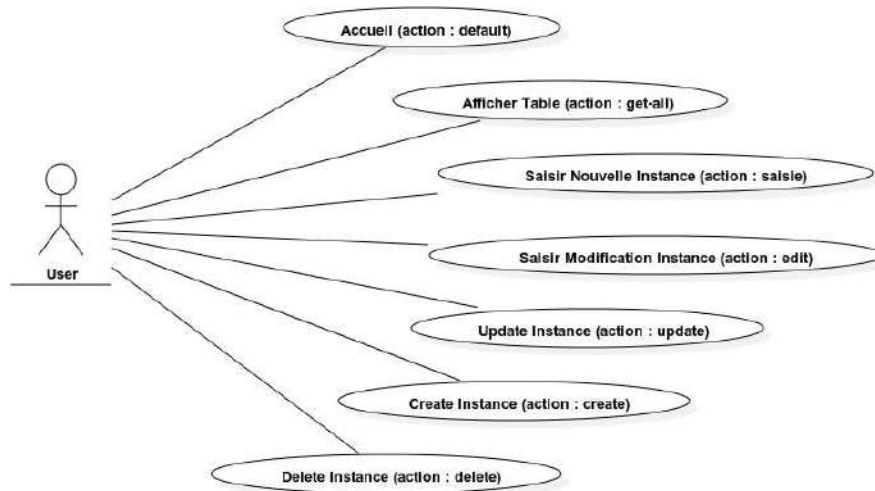 Accueil (action : default)
Afficher Table (action : get-all)
Saisir Nouvelle Instance (action : saisie)
Saisir Modification Instance (action : edit)
User
Update Instance (action : update)
Create Instance (action : create)
Delete Instance (action : delete)